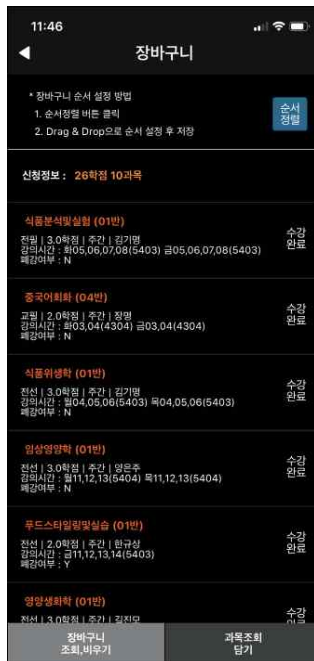 11:46
장바구니
* 장바구니 순서 설정 방법
1. 순서정렬 버튼 클릭
2. Drag & Drop으로 순서 설정 후 저장
순서
정렬
신청정보 : 26학점 10과목
식품분석및실험 (01반)
전필 | 3.0학점 | 주간 | 김기명
강의시간 : 화05,06,07,08(5403) 금05,06,07,08(5403)
폐강여부 : N
수강
완료
중국어회화 (04반)
교필 | 2.0학점 | 주간 | 장명
강의시간 : 화03,04(4304) 금03,04(4304)
폐강여부 : N
수강
완료
식품위생학 (01반)
전선 | 3.0학점 | 주간 | 김기명
강의시간 : 월04,05,06(5403) 목04,05,06(5403)
폐강여부 : N
수강
완료
임상영양학 (01반)
전선 | 3.0학점 | 주간 | 양은주
강의시간 : 월11,12,13(5404) 목11,12,13(5404)
폐강여부 : N
수강
완료
푸드스타일링및실습 (01반)
전선 | 2.0학점 | 주간 | 한규상
강의시간 : 금11,12,13,14(5403)
폐강여부 : Y
수강
완료
영양생화학 (01반)
전선 | 3.0학점 | 주간 | 길진모
수강
장바구니
조회,비우기
과목조회
담기